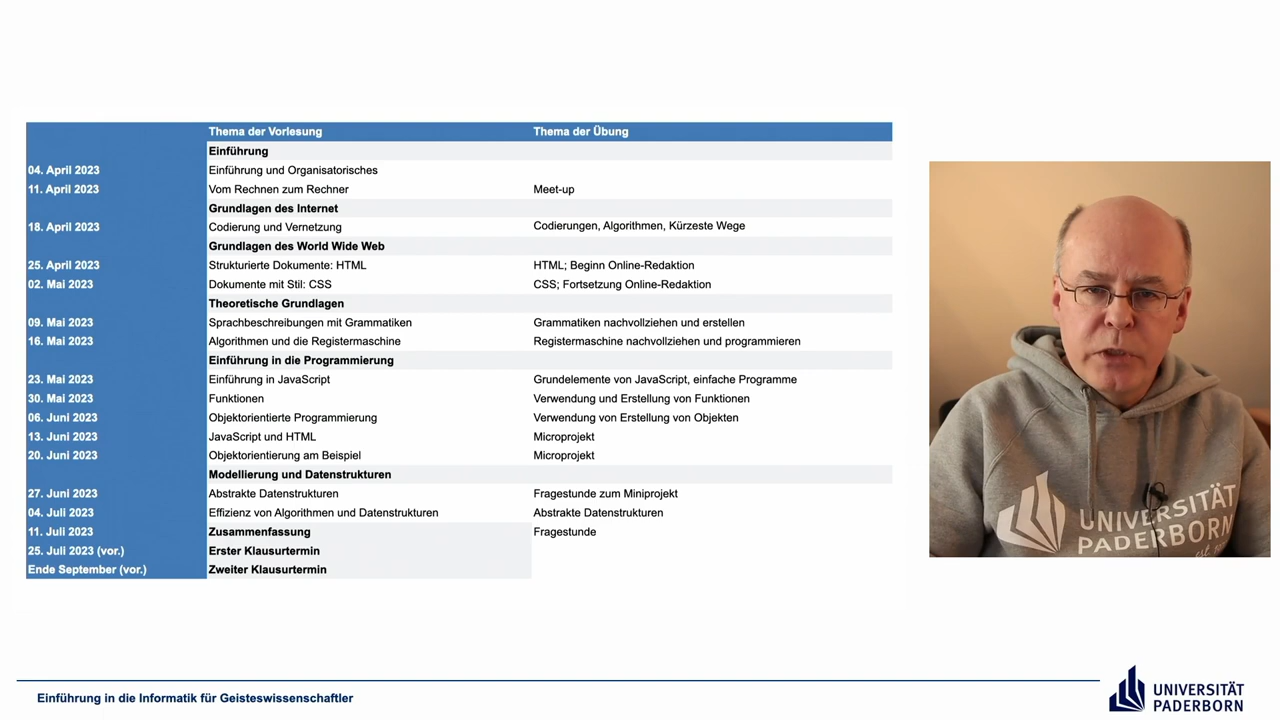 Thema der Vorlesung Thema der Übung
Einführung
04. April 2023 Einführung und Organisatorisches
11. April 2023 Vom Rechnen zum Rechner Meet-up
Grundlagen des Internet
18. April 2023 Codierung und Vernetzung Codierungen, Algorithmen, Kürzeste Wege
Grundlagen des World Wide Web
25. April 2023 Strukturierte Dokumente: HTML HTML; Beginn Online-Redaktion
02. Mai 2023 Dokumente mit Stil: CSS CSS; Fortsetzung Online-Redaktion
Theoretische Grundlagen
09. Mai 2023 Sprachbeschreibungen mit Grammatiken Grammatiken nachvollziehen und erstellen
16. Mai 2023 Algorithmen und die Registermaschine Registermaschine nachvollziehen und programmieren
Einführung in die Programmierung
23. Mai 2023 Einführung in JavaScript Grundelemente von JavaScript, einfache Programme
30. Mai 2023 Funktionen Verwendung und Erstellung von Funktionen
06. Juni 2023 Objektorientierte Programmierung Verwendung von Erstellung von Objekten
13. Juni 2023 JavaScript und HTML Microprojekt
20. Juni 2023 Objektorientierung am Beispiel Microprojekt
Modellierung und Datenstrukturen
27. Juni 2023 Abstrakte Datenstrukturen Fragestunde zum Miniprojekt
04. Juli 2023 Effizienz von Algorithmen und Datenstrukturen Abstrakte Datenstrukturen
11. Juli 2023 Zusammenfassung Fragestunde
25. Juli 2023 (vor.) Erster Klausurtermin
Ende September (vor.) Zweiter Klausurtermin
UNIVERSITÄT
PADERBORN
Einführung in die Informatik für Geisteswissenschaftler
UNIVERSITÄT
PADERBORN